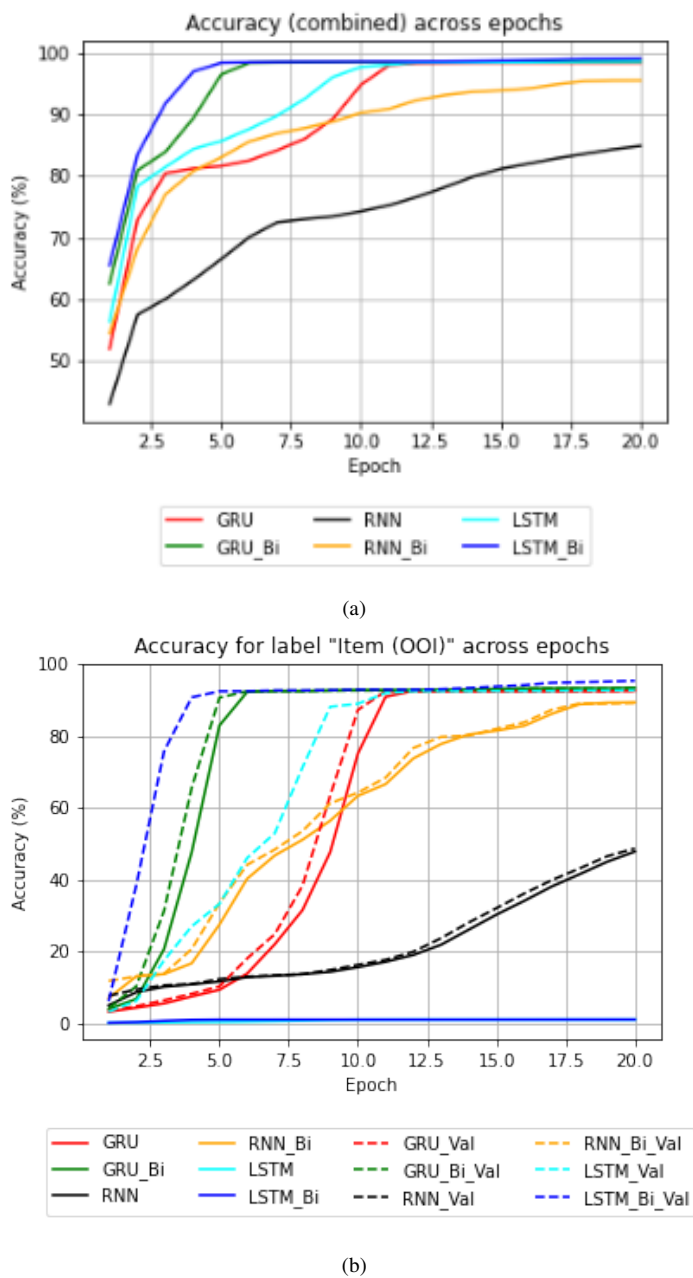 Accuracy (combined) across epochs
100
90
80
70
60
50
Accuracy (%)
2.5 5.0 7.5 10.0 12.5 15.0 17.5 20.0
Epoch
GRU RNN LSTM
GRU_Bi RNN_Bi LSTM_Bi
(a)
Accuracy for label "Item (OOI)" across epochs
100
80
60
40
20
0
Accuracy (%)
2.5 5.0 7.5 10.0 12.5 15.0 17.5 20.0
Epoch
GRU RNN_Bi GRU_Val RNN_Bi_Val
GRU_Bi LSTM GRU_Bi_Val LSTM_Val
RNN LSTM_Bi RNN_Val LSTM_Bi_Val
(b)